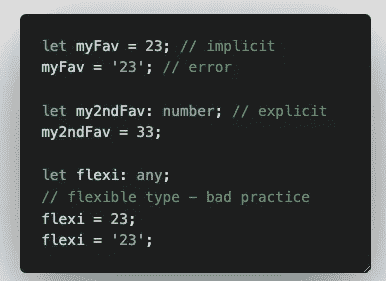 let myFav = 23; // implicit
myFav = '23'; // error
let my2ndFav: number; // explicit
my2ndFav = 33;
let flexi: any;
// flexible type – bad practice
flexi = 23;
flexi = '23';